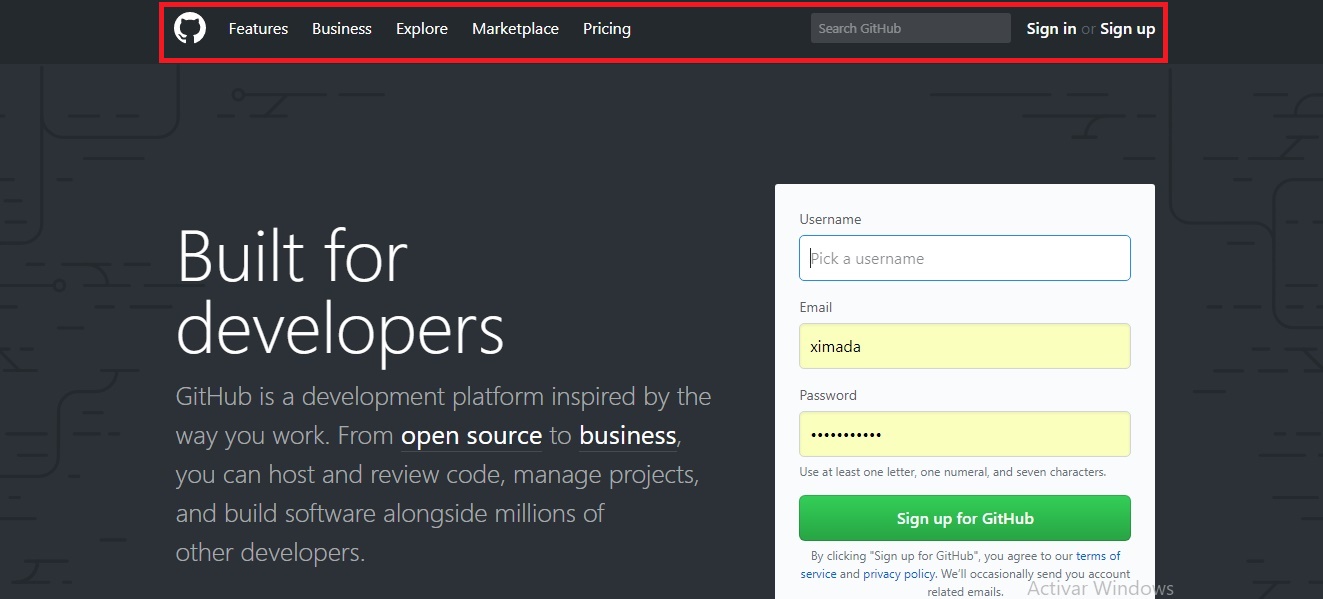 Features Business Explore Marketplace Pricing Search GitHub Sign in or Sign up
Built for
developers
GitHub is a development platform inspired by the
way you work. From open source to business,
you can host and review code, manage projects,
and build software alongside millions of
other developers.
Username
Pick a username
Email
ximada
Password
•••••••••••
Use at least one letter, one numeral, and seven characters.
Sign up for GitHub
By clicking "Sign up for GitHub", you agree to our terms of
service and privacy policy. We'll occasionally send you account
related emails.
Activar Windows